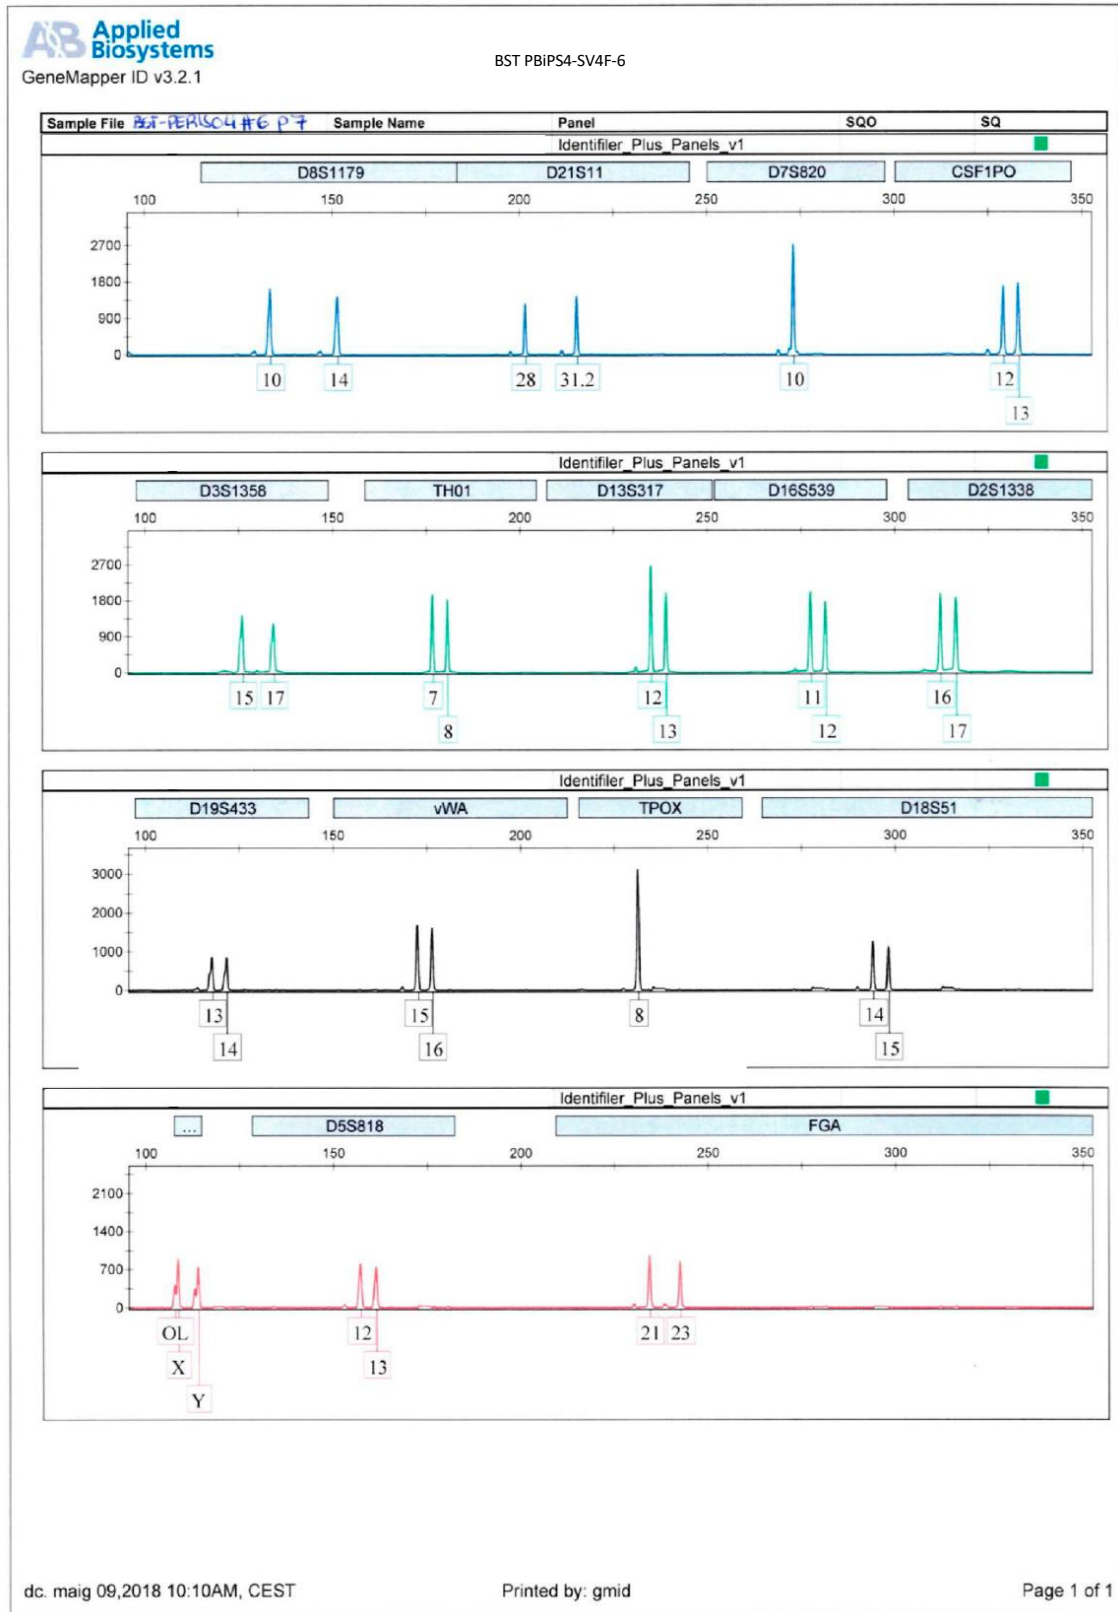 Applied
Biosystems
GeneMapper ID v3.2.1
BST PBiPS4-SV4F-6
Sample File #6 P7 Sample Name Panel SQO SQ
Identifiler_Plus_Panels_v1
D8S1179 D21S11 D7S820 CSF1PO
100 150 200 250 300 350
2700
1800
900
0
10 14 28 31.2 10 12
13
Identifiler_Plus_Panels_v1
D3S1358 TH01 D13S317 D16S539 D2S1338
100 150 200 250 300 350
2700
1800
900
0
15 17 7 12 11 16
8 13 12 17
Identifiler_Plus_Panels_v1
D19S433 vWA TPOX D18S51
100 150 200 250 300 350
3000
2000
1000
0
13 15 8 14
14 16 15
Identifiler_Plus_Panels_v1
... D5S818 FGA
100 150 200 250 300 350
2100
1400
700
0
OL 12 21 23
X 13
Y
dc. maig 09,2018 10:10AM, CEST Printed by: gmid Page 1 of 1